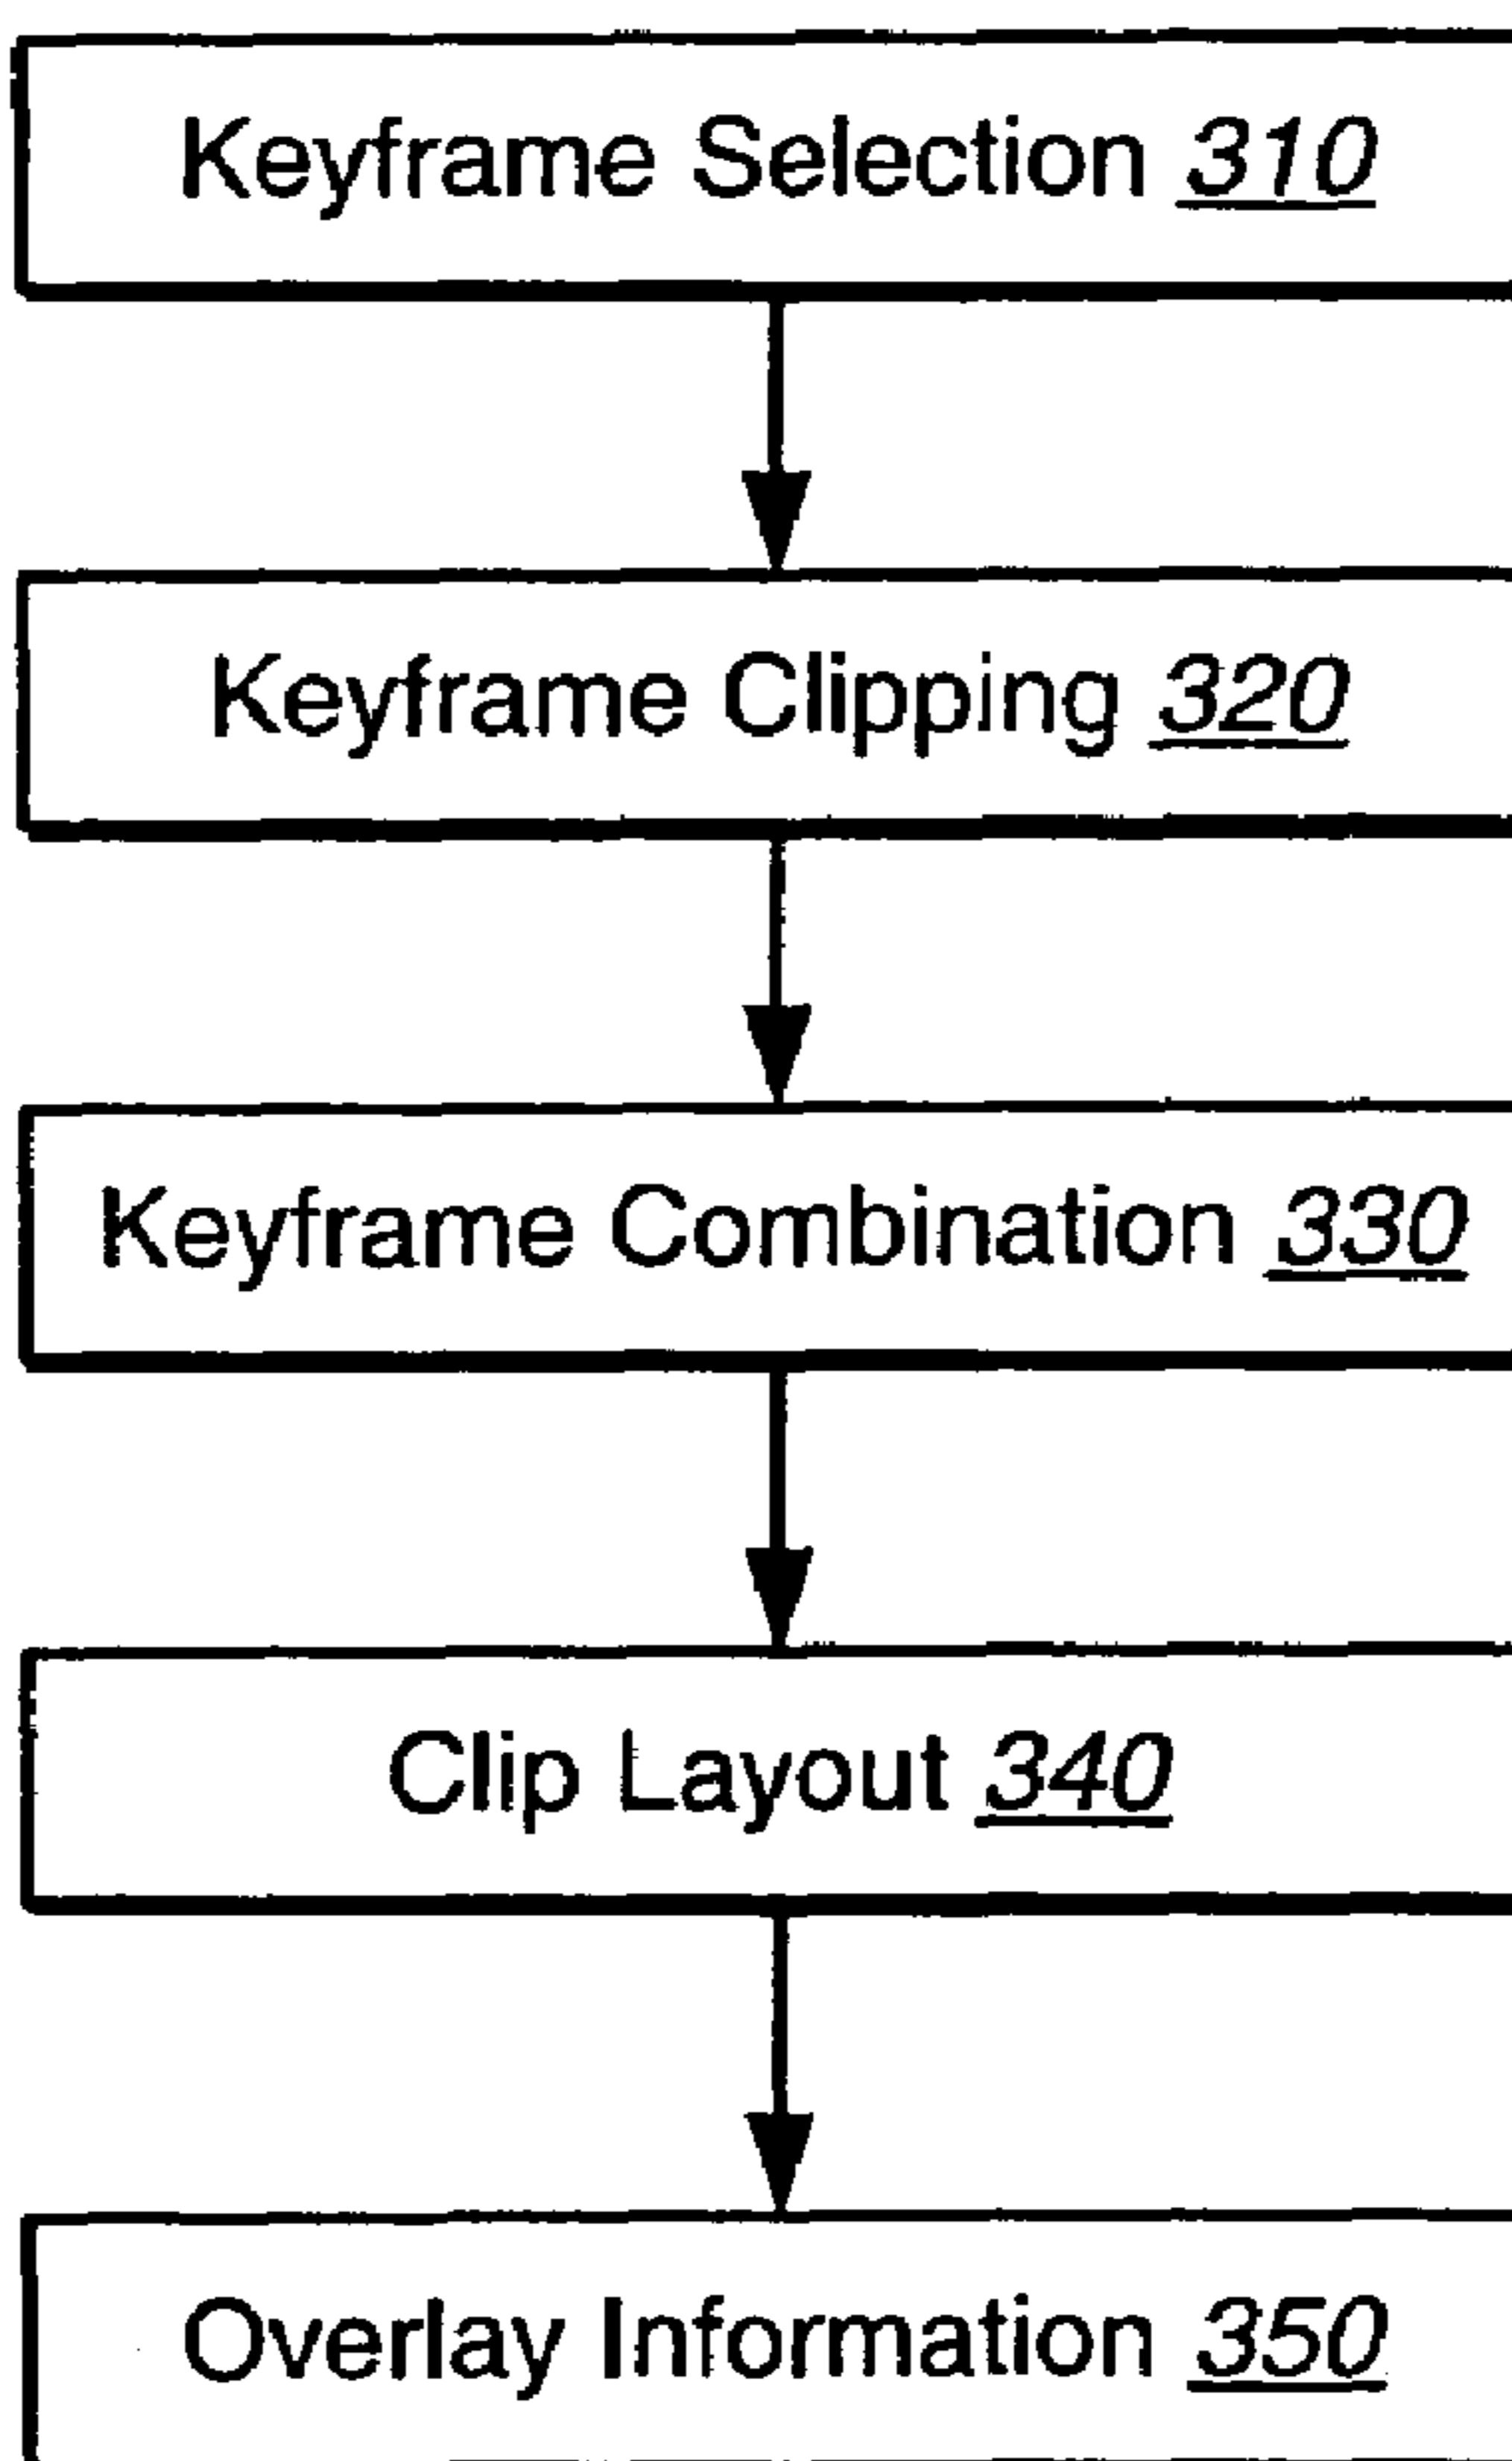 Keyframe Selection 310
Keyframe Clipping 320
Keyframe Combination 330
Clip Layout 340
Overlay Information 350